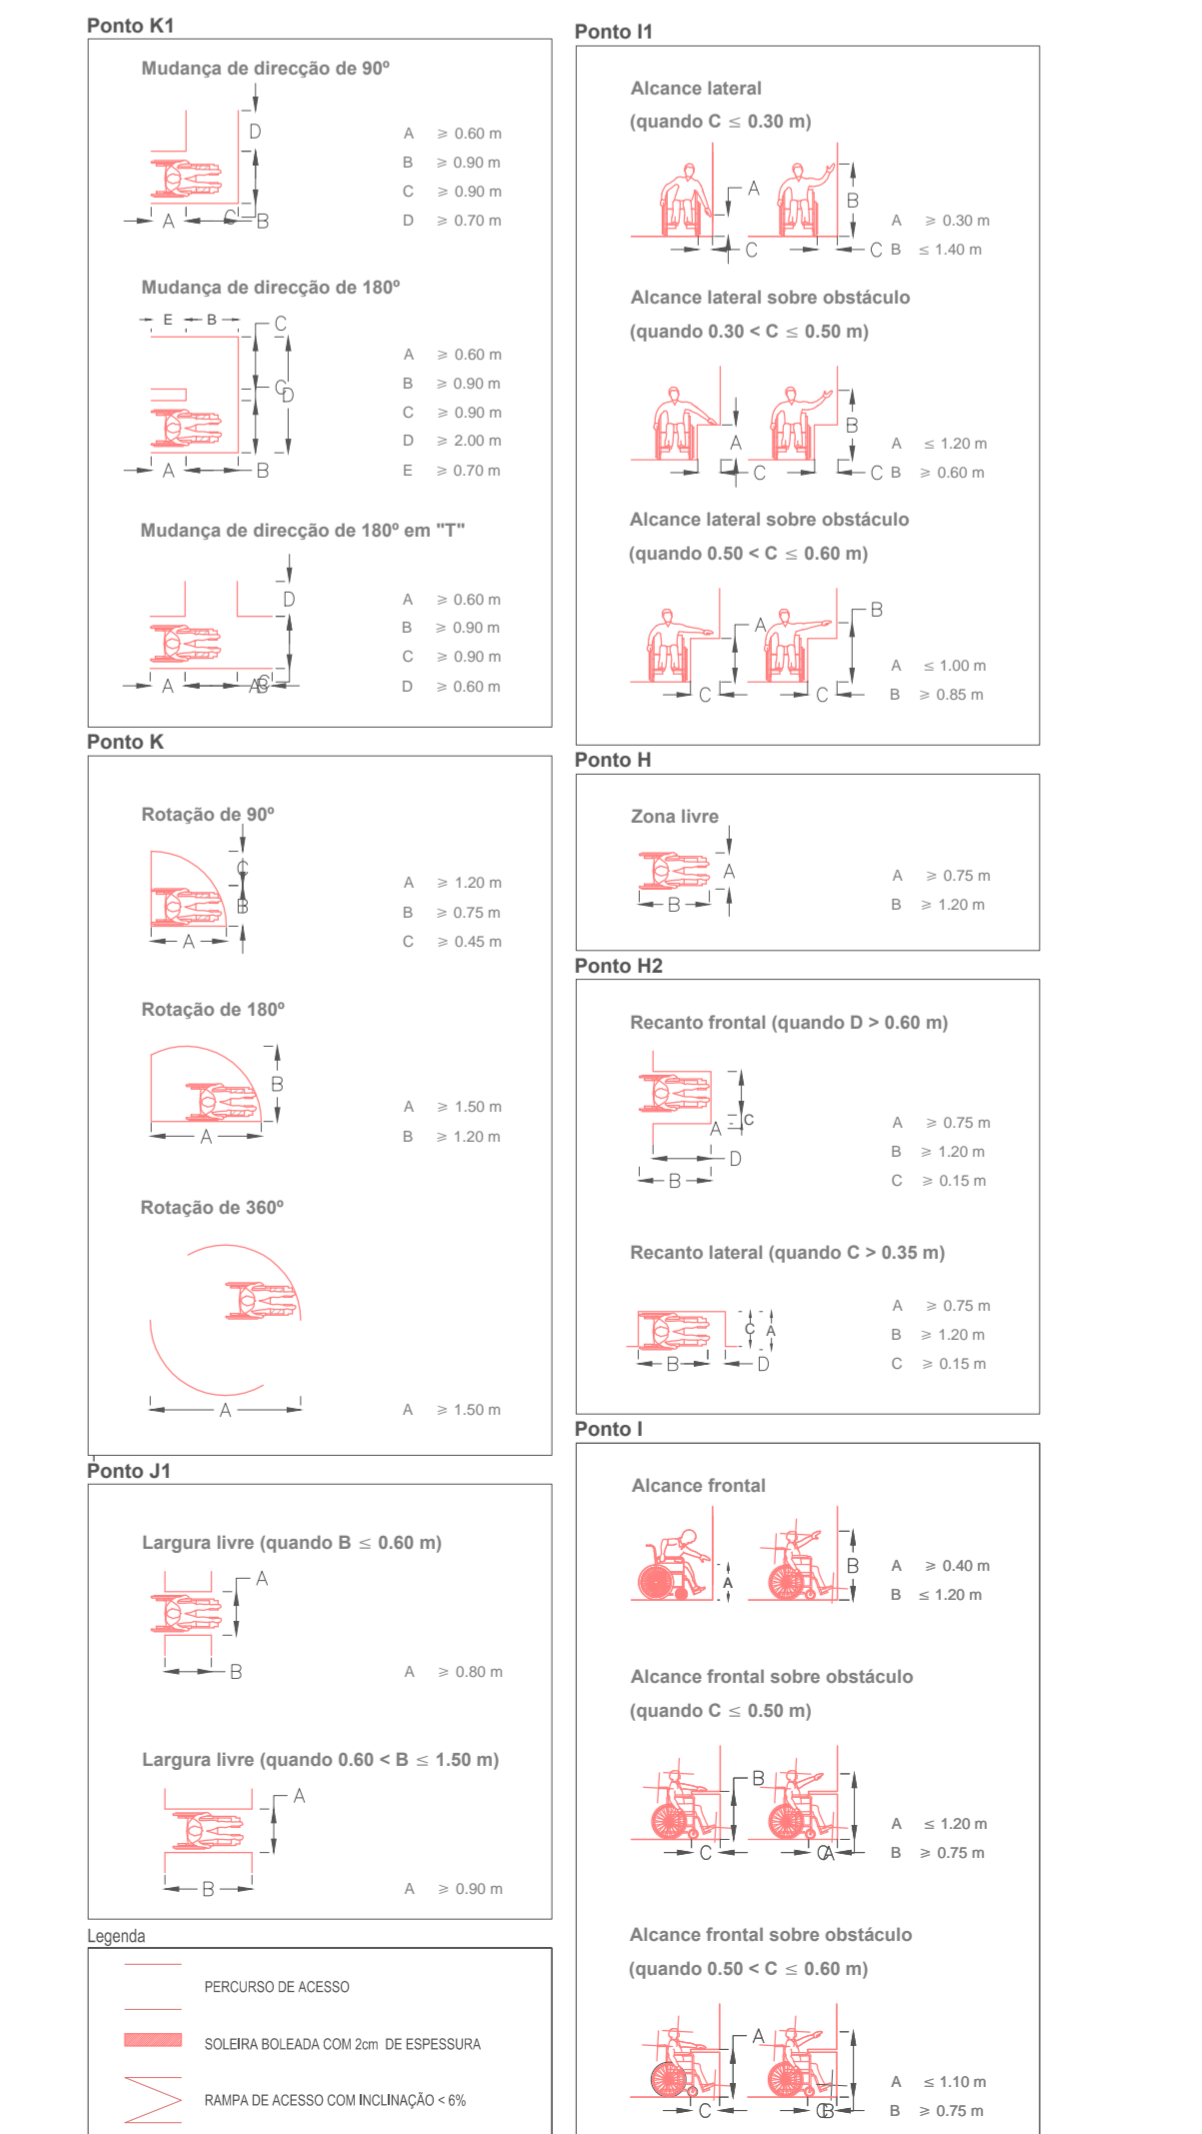 Ponto K1
Mudança de direcção de 90º
D
A C B
A ≥ 0.60 m
B ≥ 0.90 m
C ≥ 0.90 m
D ≥ 0.70 m
Mudança de direcção de 180º
E B C
C
D
A B
A ≥ 0.60 m
B ≥ 0.90 m
C ≥ 0.90 m
D ≥ 2.00 m
E ≥ 0.70 m
Mudança de direcção de 180º em "T"
D
A A B C
A ≥ 0.60 m
B ≥ 0.90 m
C ≥ 0.90 m
D ≥ 0.60 m
Ponto K
Rotação de 90º
C
B
A
A ≥ 1.20 m
B ≥ 0.75 m
C ≥ 0.45 m
Rotação de 180º
B
A
A ≥ 1.50 m
B ≥ 1.20 m
Rotação de 360º
A
A ≥ 1.50 m
Ponto J1
Largura livre (quando B ≤ 0.60 m)
A
B
A ≥ 0.80 m
Largura livre (quando 0.60 < B ≤ 1.50 m)
A
B
A ≥ 0.90 m
Legenda
PERCURSO DE ACESSO
SOLEIRA BOLEADA COM 2cm DE ESPESSURA
RAMPA DE ACESSO COM INCLINAÇÃO < 6%
Ponto I1
Alcance lateral
(quando C ≤ 0.30 m)
A
B
C C
A ≥ 0.30 m
B ≤ 1.40 m
Alcance lateral sobre obstáculo
(quando 0.30 < C ≤ 0.50 m)
A
B
C C
A ≤ 1.20 m
B ≥ 0.60 m
Alcance lateral sobre obstáculo
(quando 0.50 < C ≤ 0.60 m)
A B
C C
A ≤ 1.00 m
B ≥ 0.85 m
Ponto H
Zona livre
A
B
A ≥ 0.75 m
B ≥ 1.20 m
Ponto H2
Recanto frontal (quando D > 0.60 m)
A C
D
B
A ≥ 0.75 m
B ≥ 1.20 m
C ≥ 0.15 m
Recanto lateral (quando C > 0.35 m)
C A
B D
A ≥ 0.75 m
B ≥ 1.20 m
C ≥ 0.15 m
Ponto I
Alcance frontal
A
B
A ≥ 0.40 m
B ≤ 1.20 m
Alcance frontal sobre obstáculo
(quando C ≤ 0.50 m)
B
C C A
A ≤ 1.20 m
B ≥ 0.75 m
Alcance frontal sobre obstáculo
(quando 0.50 < C ≤ 0.60 m)
A
C C B
A ≤ 1.10 m
B ≥ 0.75 m